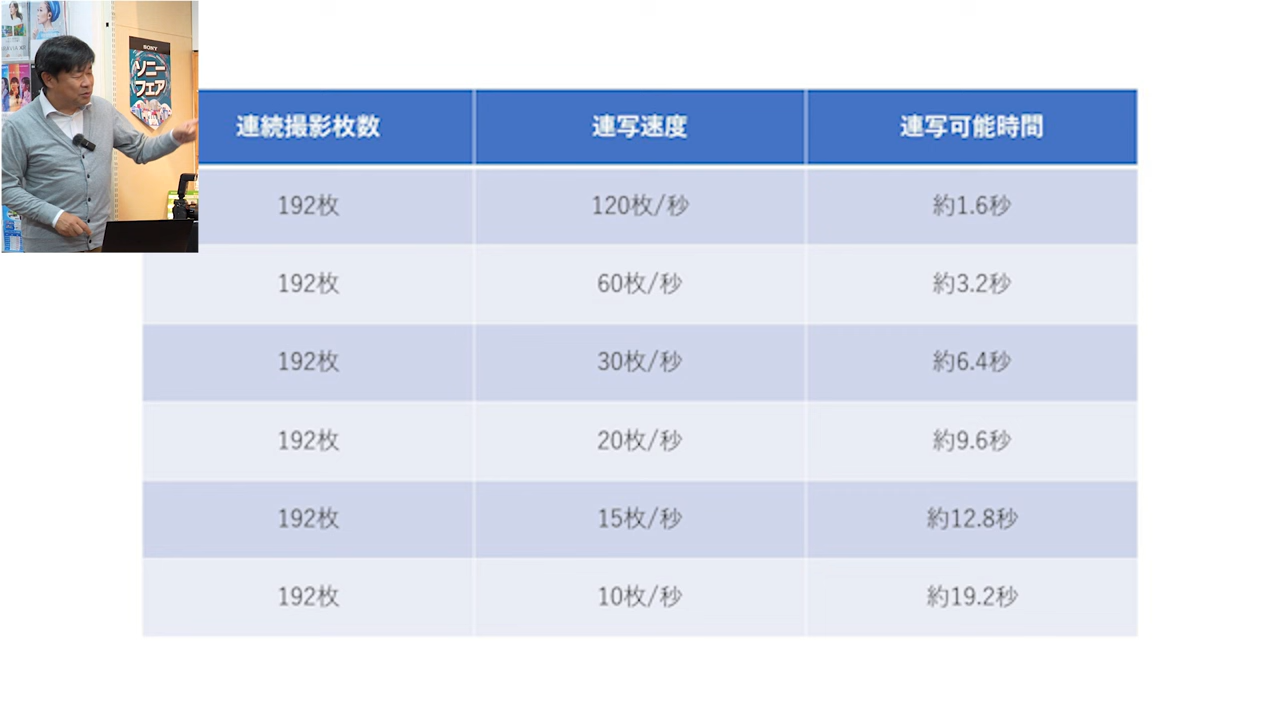 SONY
ソニー
フェア
連続撮影枚数 連写速度 連写可能時間
192枚 120枚/秒 約1.6秒
192枚 60枚/秒 約3.2秒
192枚 30枚/秒 約6.4秒
192枚 20枚/秒 約9.6秒
192枚 15枚/秒 約12.8秒
192枚 10枚/秒 約19.2秒